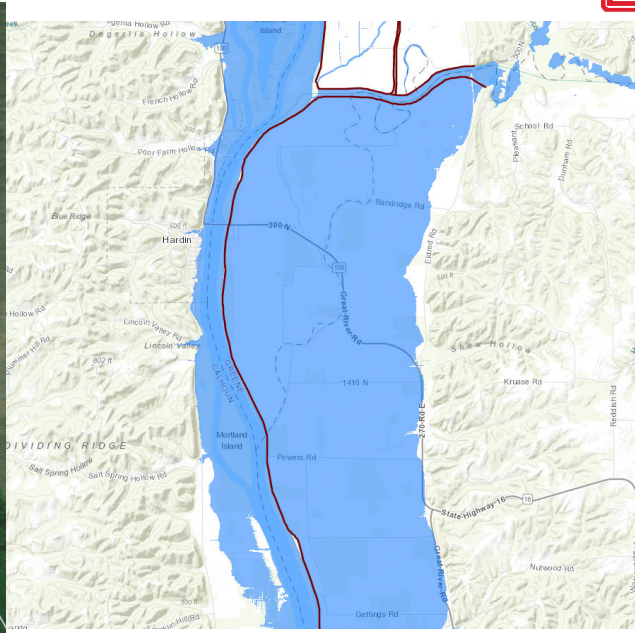 Island
Degerlia Hollow
100
300 N
French Hollow Rd
500 ft
Poor Farm Hollow Rd
School Rd
Pleasant
Dunham Rd
Blue Ridge
500 ft
Sandridge Rd
300 N
Hardin
Eldred Rd
100
500 ft
Great River Rd
Hollow Rd
Lincoln Valley Rd
Lincoln Valley
Plummer Hill Rd
802 ft
Shaw Hollow
GREENE
CALHOUN
1410 N
Kruase Rd
Reddish Rd
270 Rd E
DIVIDING RIDGE
Mortland
Island
Powers Rd
Salt Spring Hollow
Salt Spring Hollow Rd
State Highway 16
16
Great River Rd
Nutwood Rd
500 ft
Gettings Rd